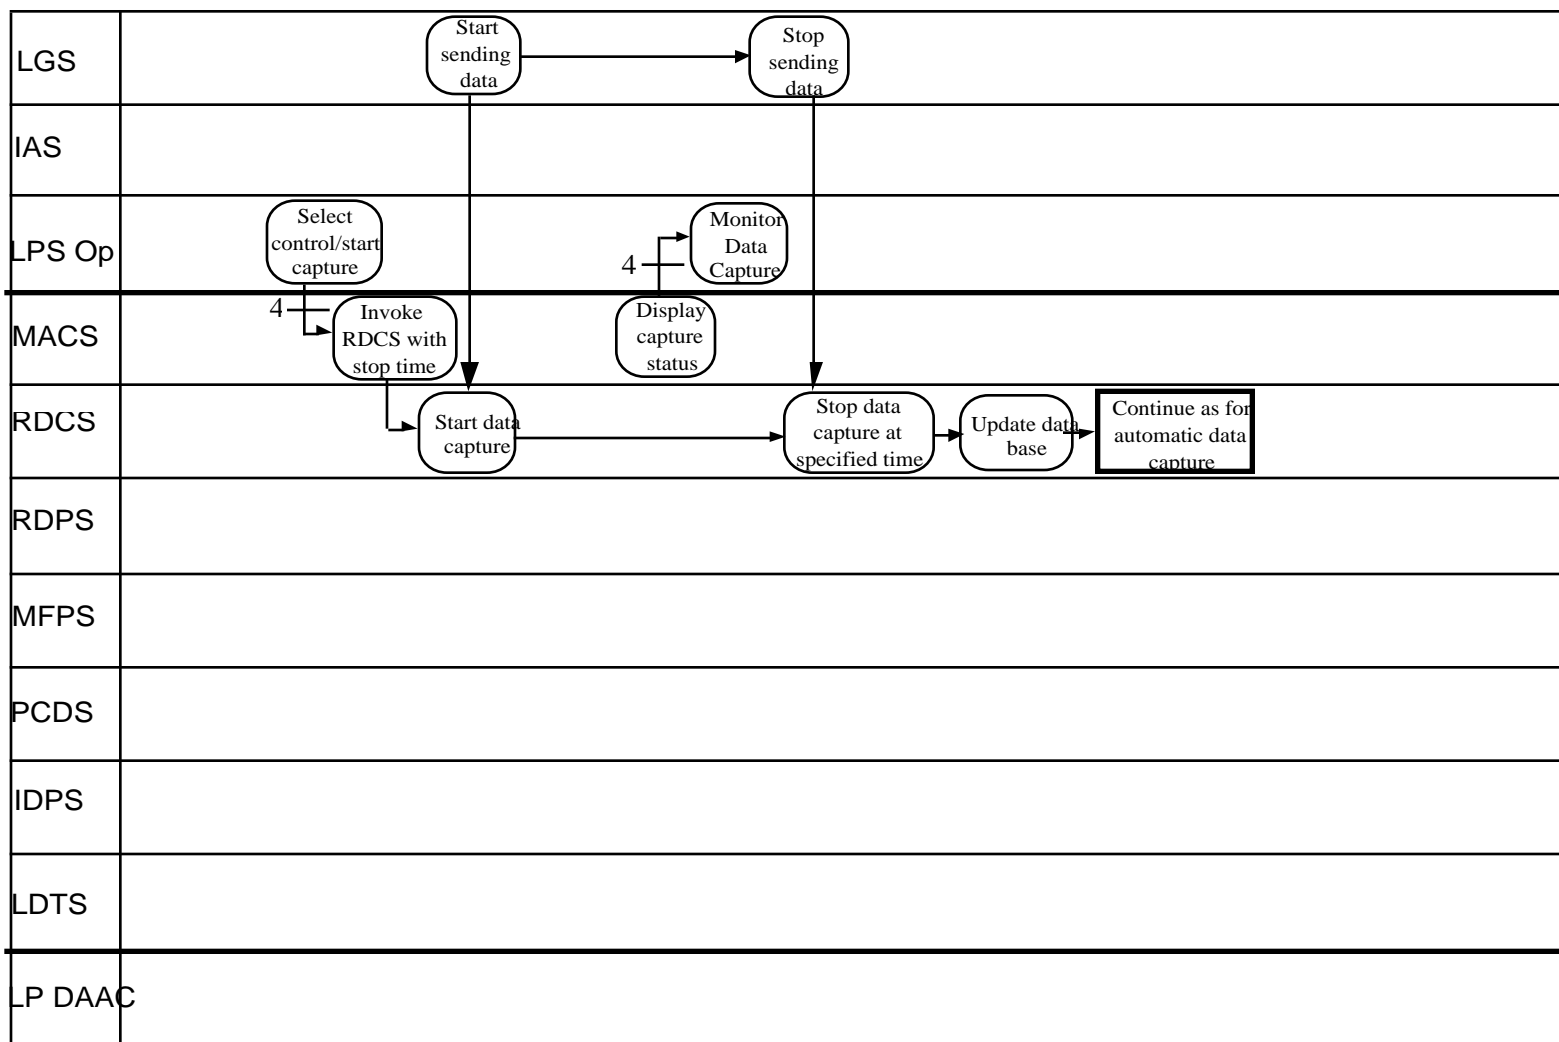 LGS
Start
sending
data
Stop
sending
data
IAS
LPS Op
Select
control/start
capture
4
Monitor
Data
Capture
4
MACS
Invoke
RDCS with
stop time
Display
capture
status
RDCS
Start data
capture
Stop data
capture at
specified time
Update data
base
Continue as for
automatic data
capture
RDPS
MFPS
PCDS
IDPS
LDTS
LP DAAC